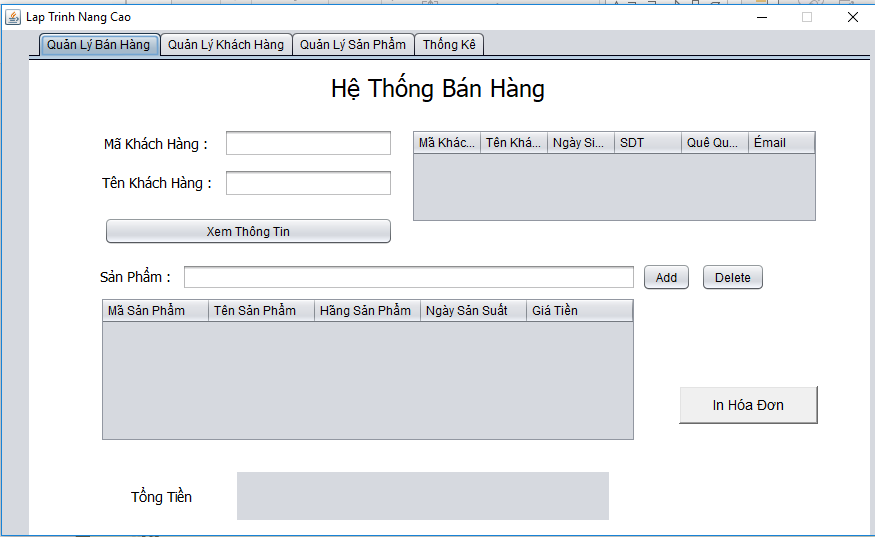 Lap Trinh Nang Cao
Quản Lý Bán Hàng Quản Lý Khách Hàng Quản Lý Sản Phẩm Thống Kê
Hệ Thống Bán Hàng
Mã Khách Hàng :
Tên Khách Hàng :
Xem Thông Tin
Mã Khác... Tên Khá... Ngày Si... SDT Quê Qu... Émail
Sản Phẩm : Add Delete
Mã Sản Phẩm Tên Sản Phẩm Hãng Sản Phẩm Ngày Sản Suất Giá Tiền
In Hóa Đơn
Tổng Tiền